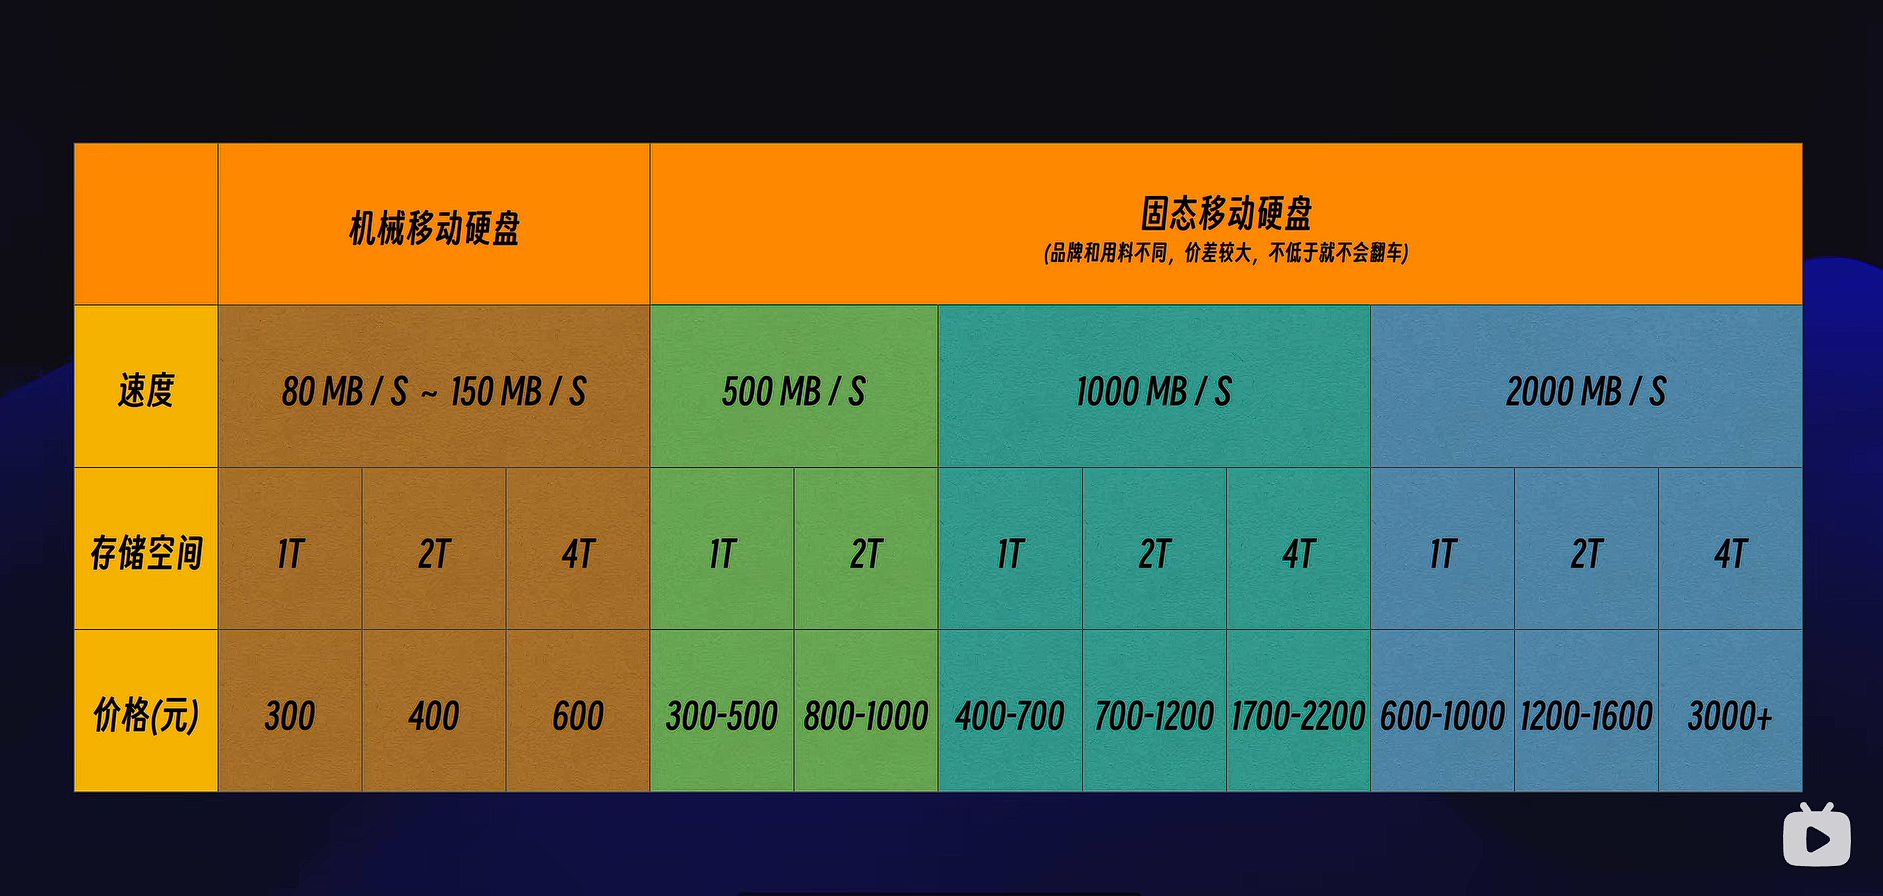 机械移动硬盘
固态移动硬盘
(品牌和用料不同，价差较大，不低于就不会翻车)
速度
80 MB / S ~ 150 MB / S
500 MB / S
1000 MB / S
2000 MB / S
存储空间
1T
2T
4T
1T
2T
1T
2T
4T
1T
2T
4T
价格(元)
300
400
600
300-500
800-1000
400-700
700-1200
1700-2200
600-1000
1200-1600
3000+